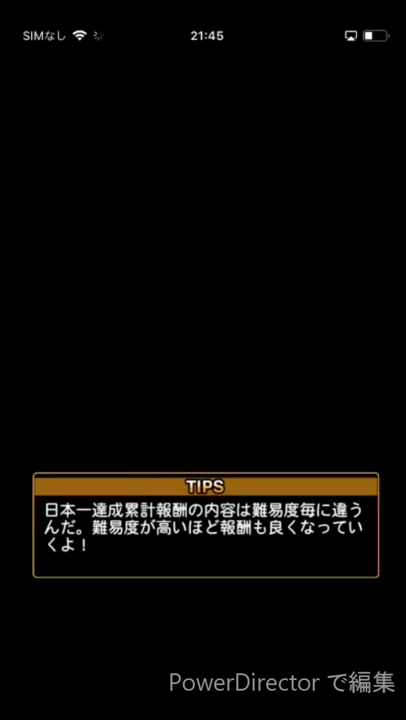 SIMなし 21:45
TIPS
日本一達成累計報酬の内容は難易度毎に違う
んだ。難易度が高いほど報酬も良くなってい
くよ！
PowerDirector で編集